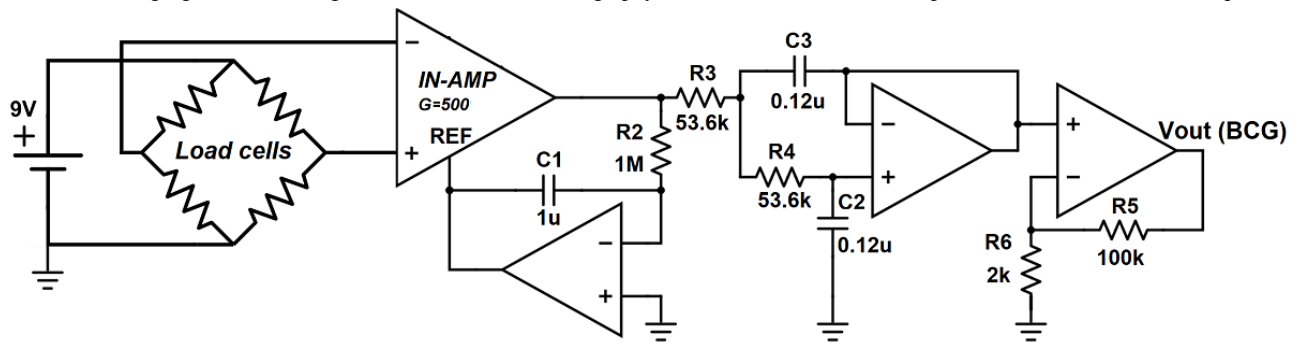 9V
+
Load cells
−
+
IN-AMP
G=500
REF
C1
1u
R2
1M
−
+
R3
53.6k
C3
0.12u
R4
53.6k
C2
0.12u
−
+
+
−
Vout (BCG)
R5
100k
R6
2k